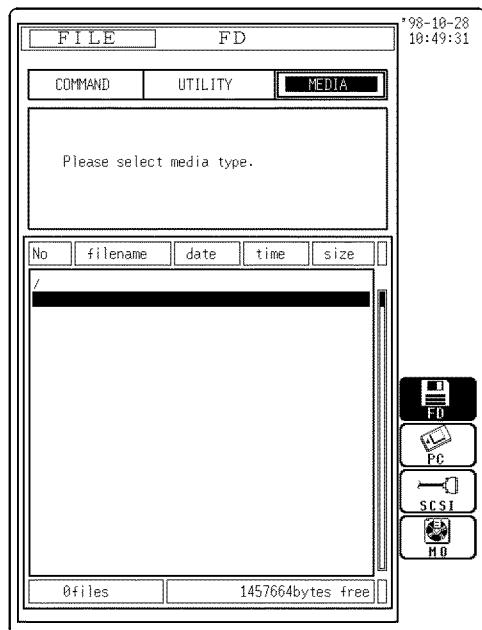 '98-10-28
10:49:31
FILE FD
COMMAND UTILITY MEDIA
Please select media type.
No filename date time size
/
FD
PC
SCSI
MO
0files 1457664bytes free